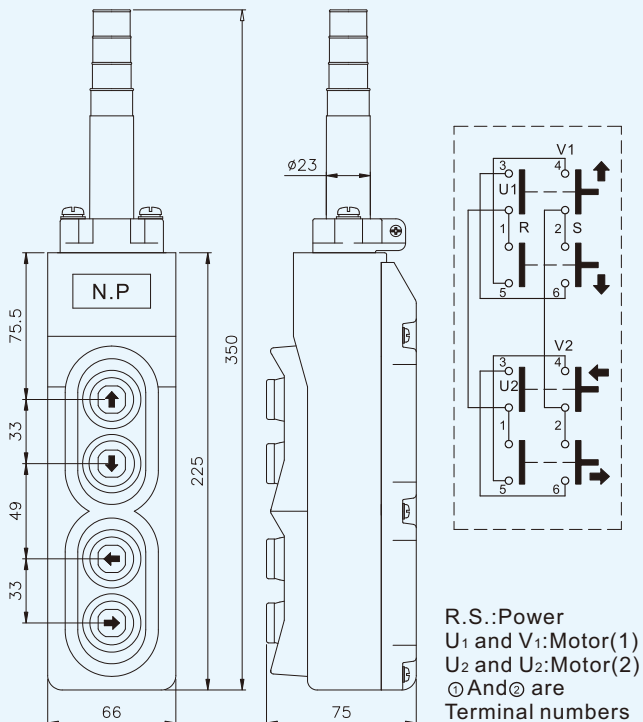 N.P
75.5
33
49
33
225
350
66
ø23
75
V1
3
4
U1
1
R
2
S
5
6
V2
3
4
U2
1
2
5
6
R.S.:Power
U1 and V1:Motor(1)
U2 and U2:Motor(2)
①And② are
Terminal numbers